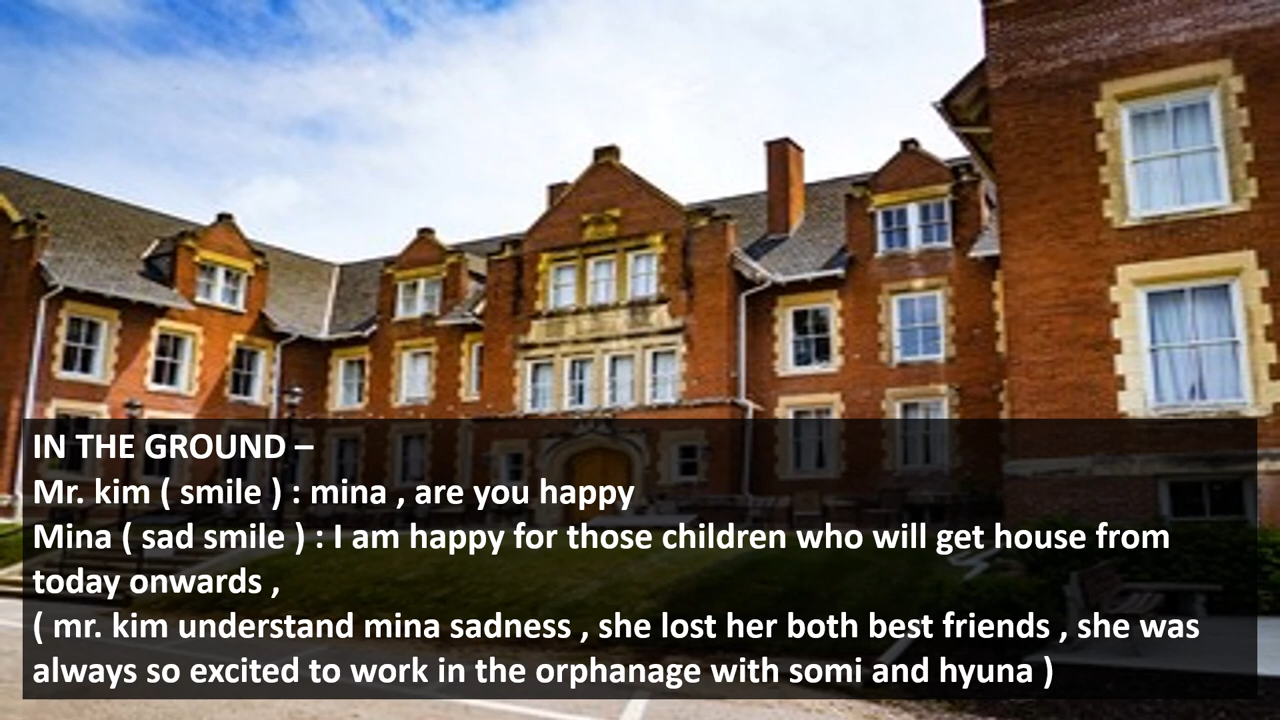 IN THE GROUND –
Mr. kim ( smile ) : mina , are you happy
Mina ( sad smile ) : I am happy for those children who will get house from
today onwards ,
( mr. kim understand mina sadness , she lost her both best friends , she was
always so excited to work in the orphanage with somi and hyuna )